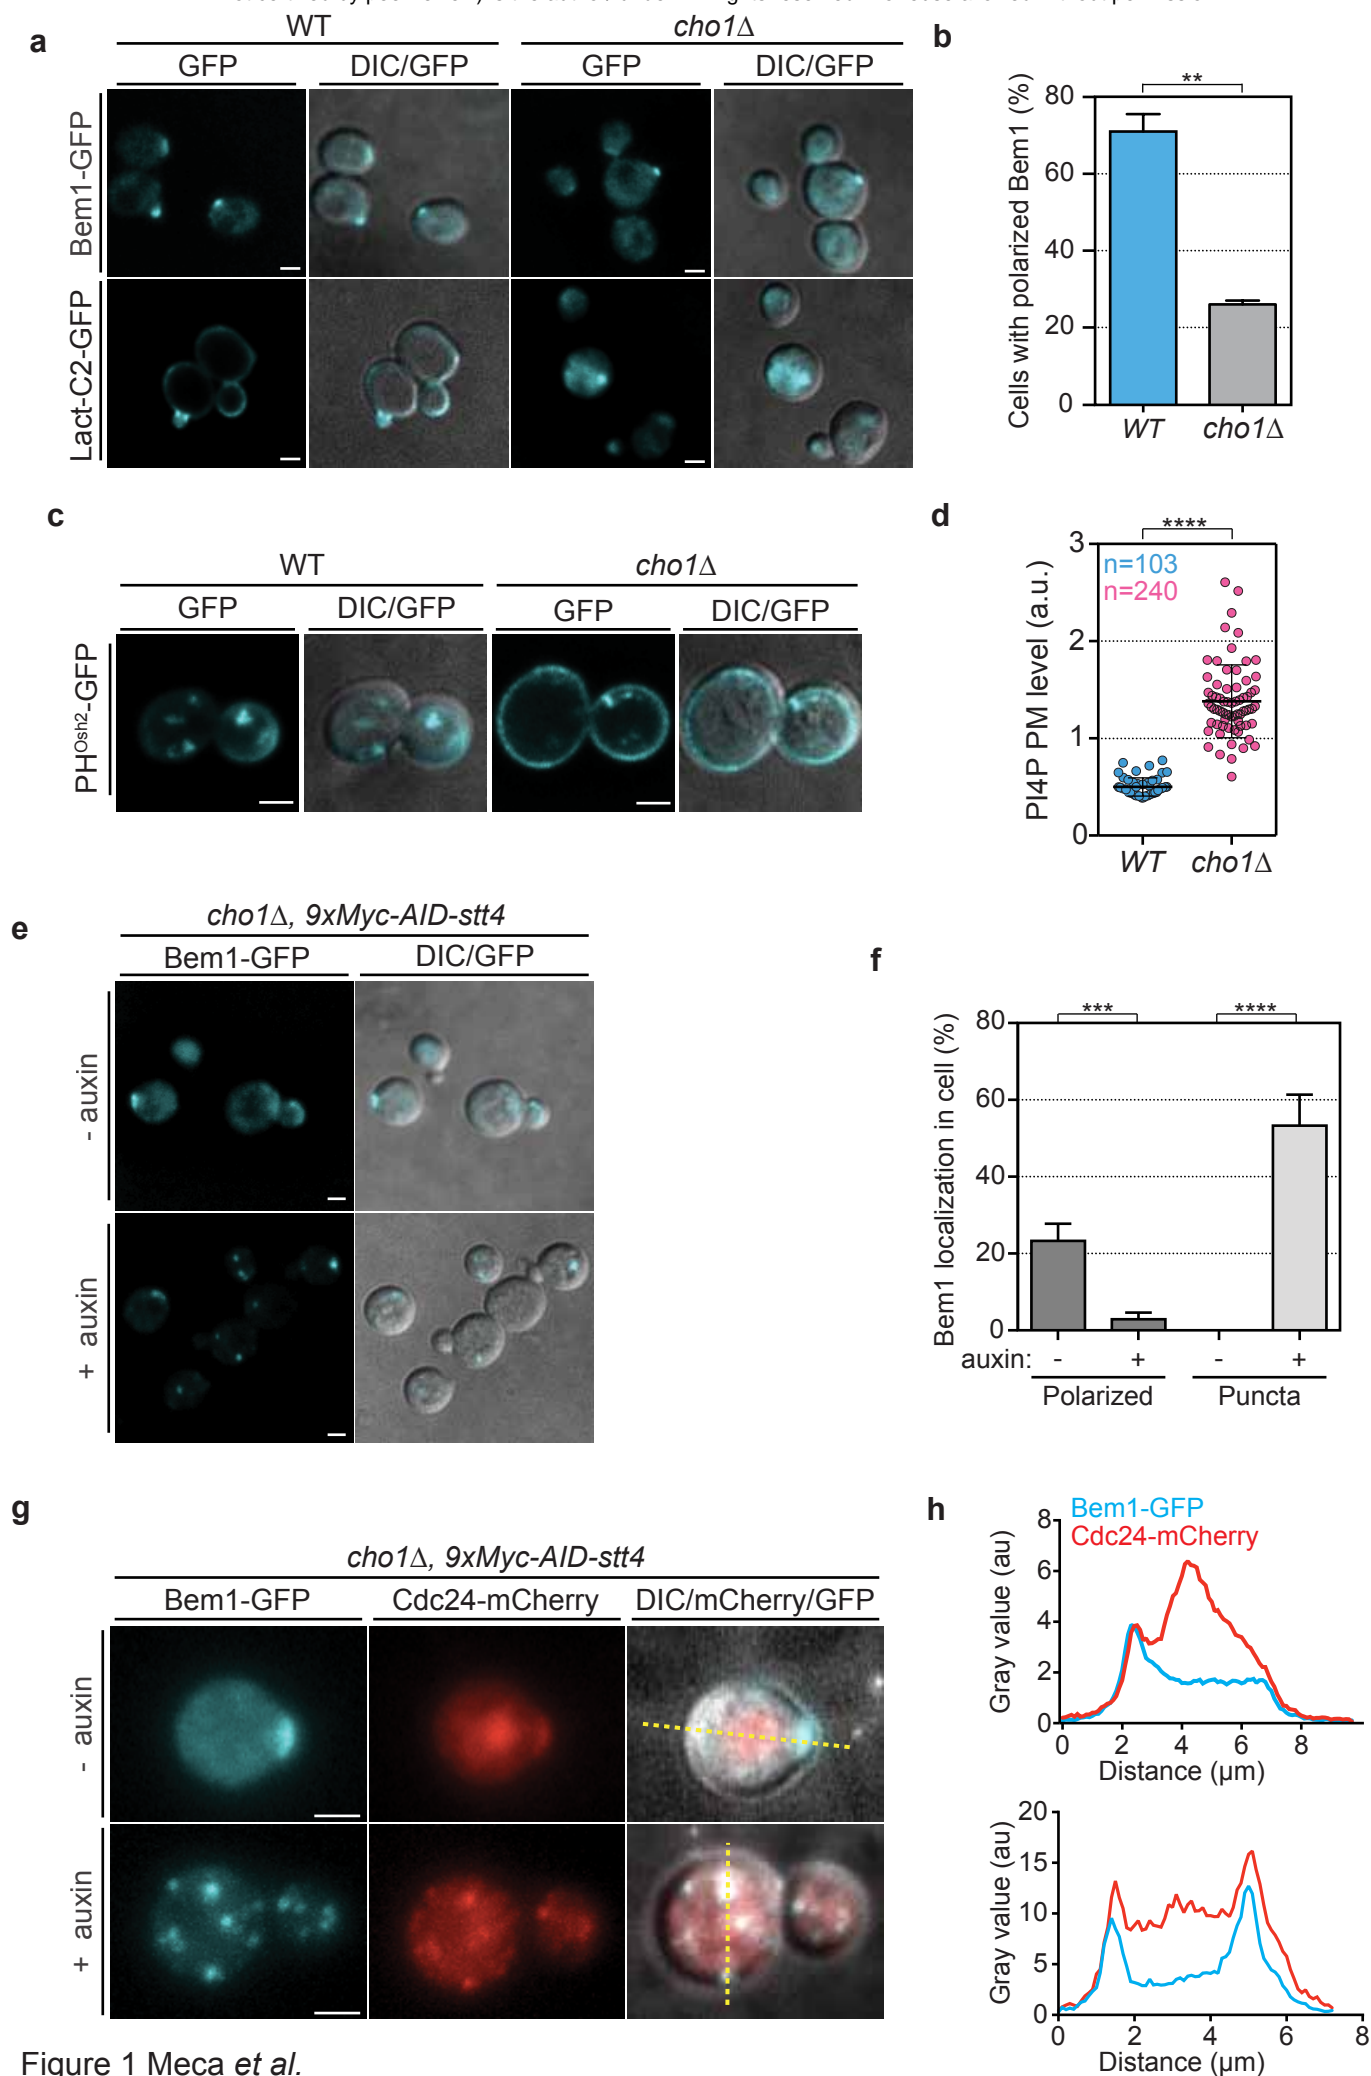 a
WT
cho1Δ
GFP
DIC/GFP
GFP
DIC/GFP
Bem1-GFP
Lact-C2-GFP
b
**
Cells with polarized Bem1 (%)
80
60
40
20
0
WT
cho1Δ
c
WT
cho1Δ
GFP
DIC/GFP
GFP
DIC/GFP
PH^Osh2-GFP
d
****
PI4P PM level (a.u.)
n=103
n=240
3
2
1
0
WT
cho1Δ
e
cho1Δ, 9xMyc-AID-stt4
Bem1-GFP
DIC/GFP
- auxin
+ auxin
f
***
****
Bem1 localization in cell (%)
80
60
40
20
0
auxin: - + - +
Polarized
Puncta
g
cho1Δ, 9xMyc-AID-stt4
Bem1-GFP
Cdc24-mCherry
DIC/mCherry/GFP
- auxin
+ auxin
h
Bem1-GFP
Cdc24-mCherry
Gray value (au)
8
6
4
2
0
0 2 4 6 8
Distance (µm)
Gray value (au)
20
15
10
5
0
0 2 4 6 8
Distance (µm)
Figure 1 Meca et al.